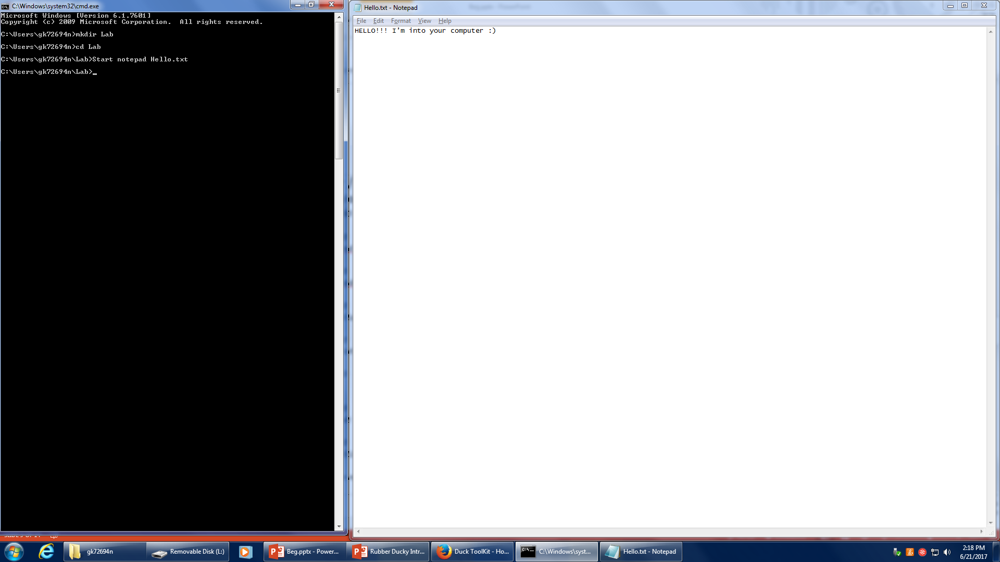 C:\Windows\system32\cmd.exe
Microsoft Windows [Version 6.1.7601]
Copyright (c) 2009 Microsoft Corporation.  All rights reserved.
C:\Users\gk72694n>mkdir Lab
C:\Users\gk72694n>cd Lab
C:\Users\gk72694n\Lab>Start notepad Hello.txt
C:\Users\gk72694n\Lab>_
Hello.txt - Notepad
File Edit Format View Help
HELLO!!! I'm into your computer :)
gk72694n
Removable Disk (L:)
Beg.pptx - Power...
Rubber Ducky Intr...
Duck ToolKit - Ho...
C:\Windows\syst...
Hello.txt - Notepad
2:18 PM
6/21/2017